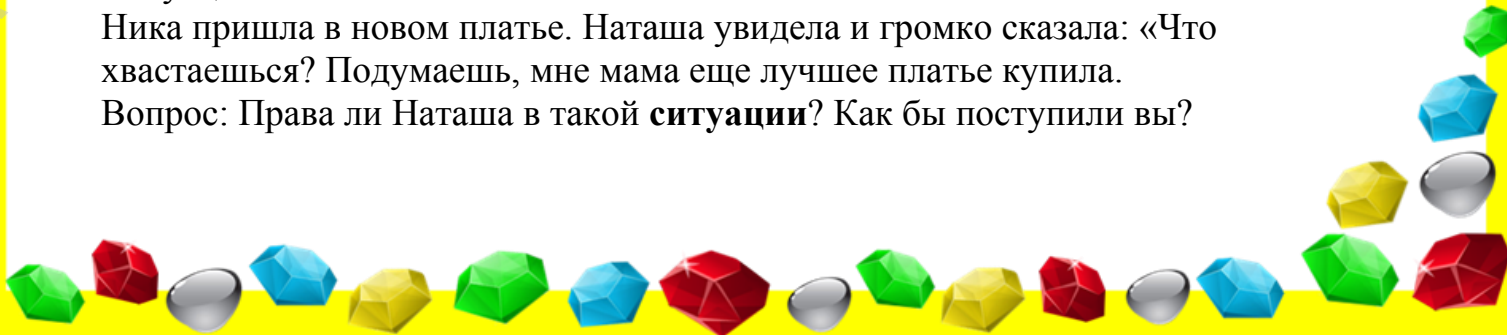 Ника пришла в новом платье. Наташа увидела и громко сказала: «Что
хвастаешься? Подумаешь, мне мама еще лучшее платье купила.
Вопрос: Права ли Наташа в такой ситуации? Как бы поступили вы?